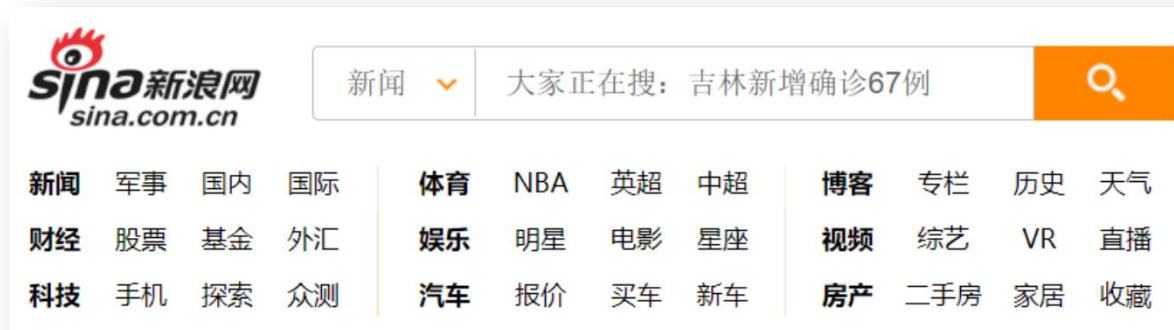 sina新浪网
sina.com.cn
新闻 大家正在搜：吉林新增确诊67例
新闻 军事 国内 国际 体育 NBA 英超 中超 博客 专栏 历史 天气
财经 股票 基金 外汇 娱乐 明星 电影 星座 视频 综艺 VR 直播
科技 手机 探索 众测 汽车 报价 买车 新车 房产 二手房 家居 收藏